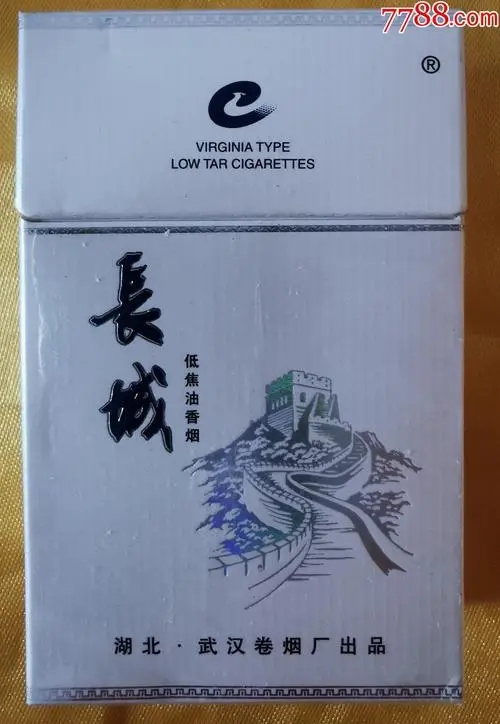 7788.com
®
VIRGINIA TYPE
LOW TAR CIGARETTES
長城
低焦油香烟
湖北·武汉卷烟厂出品